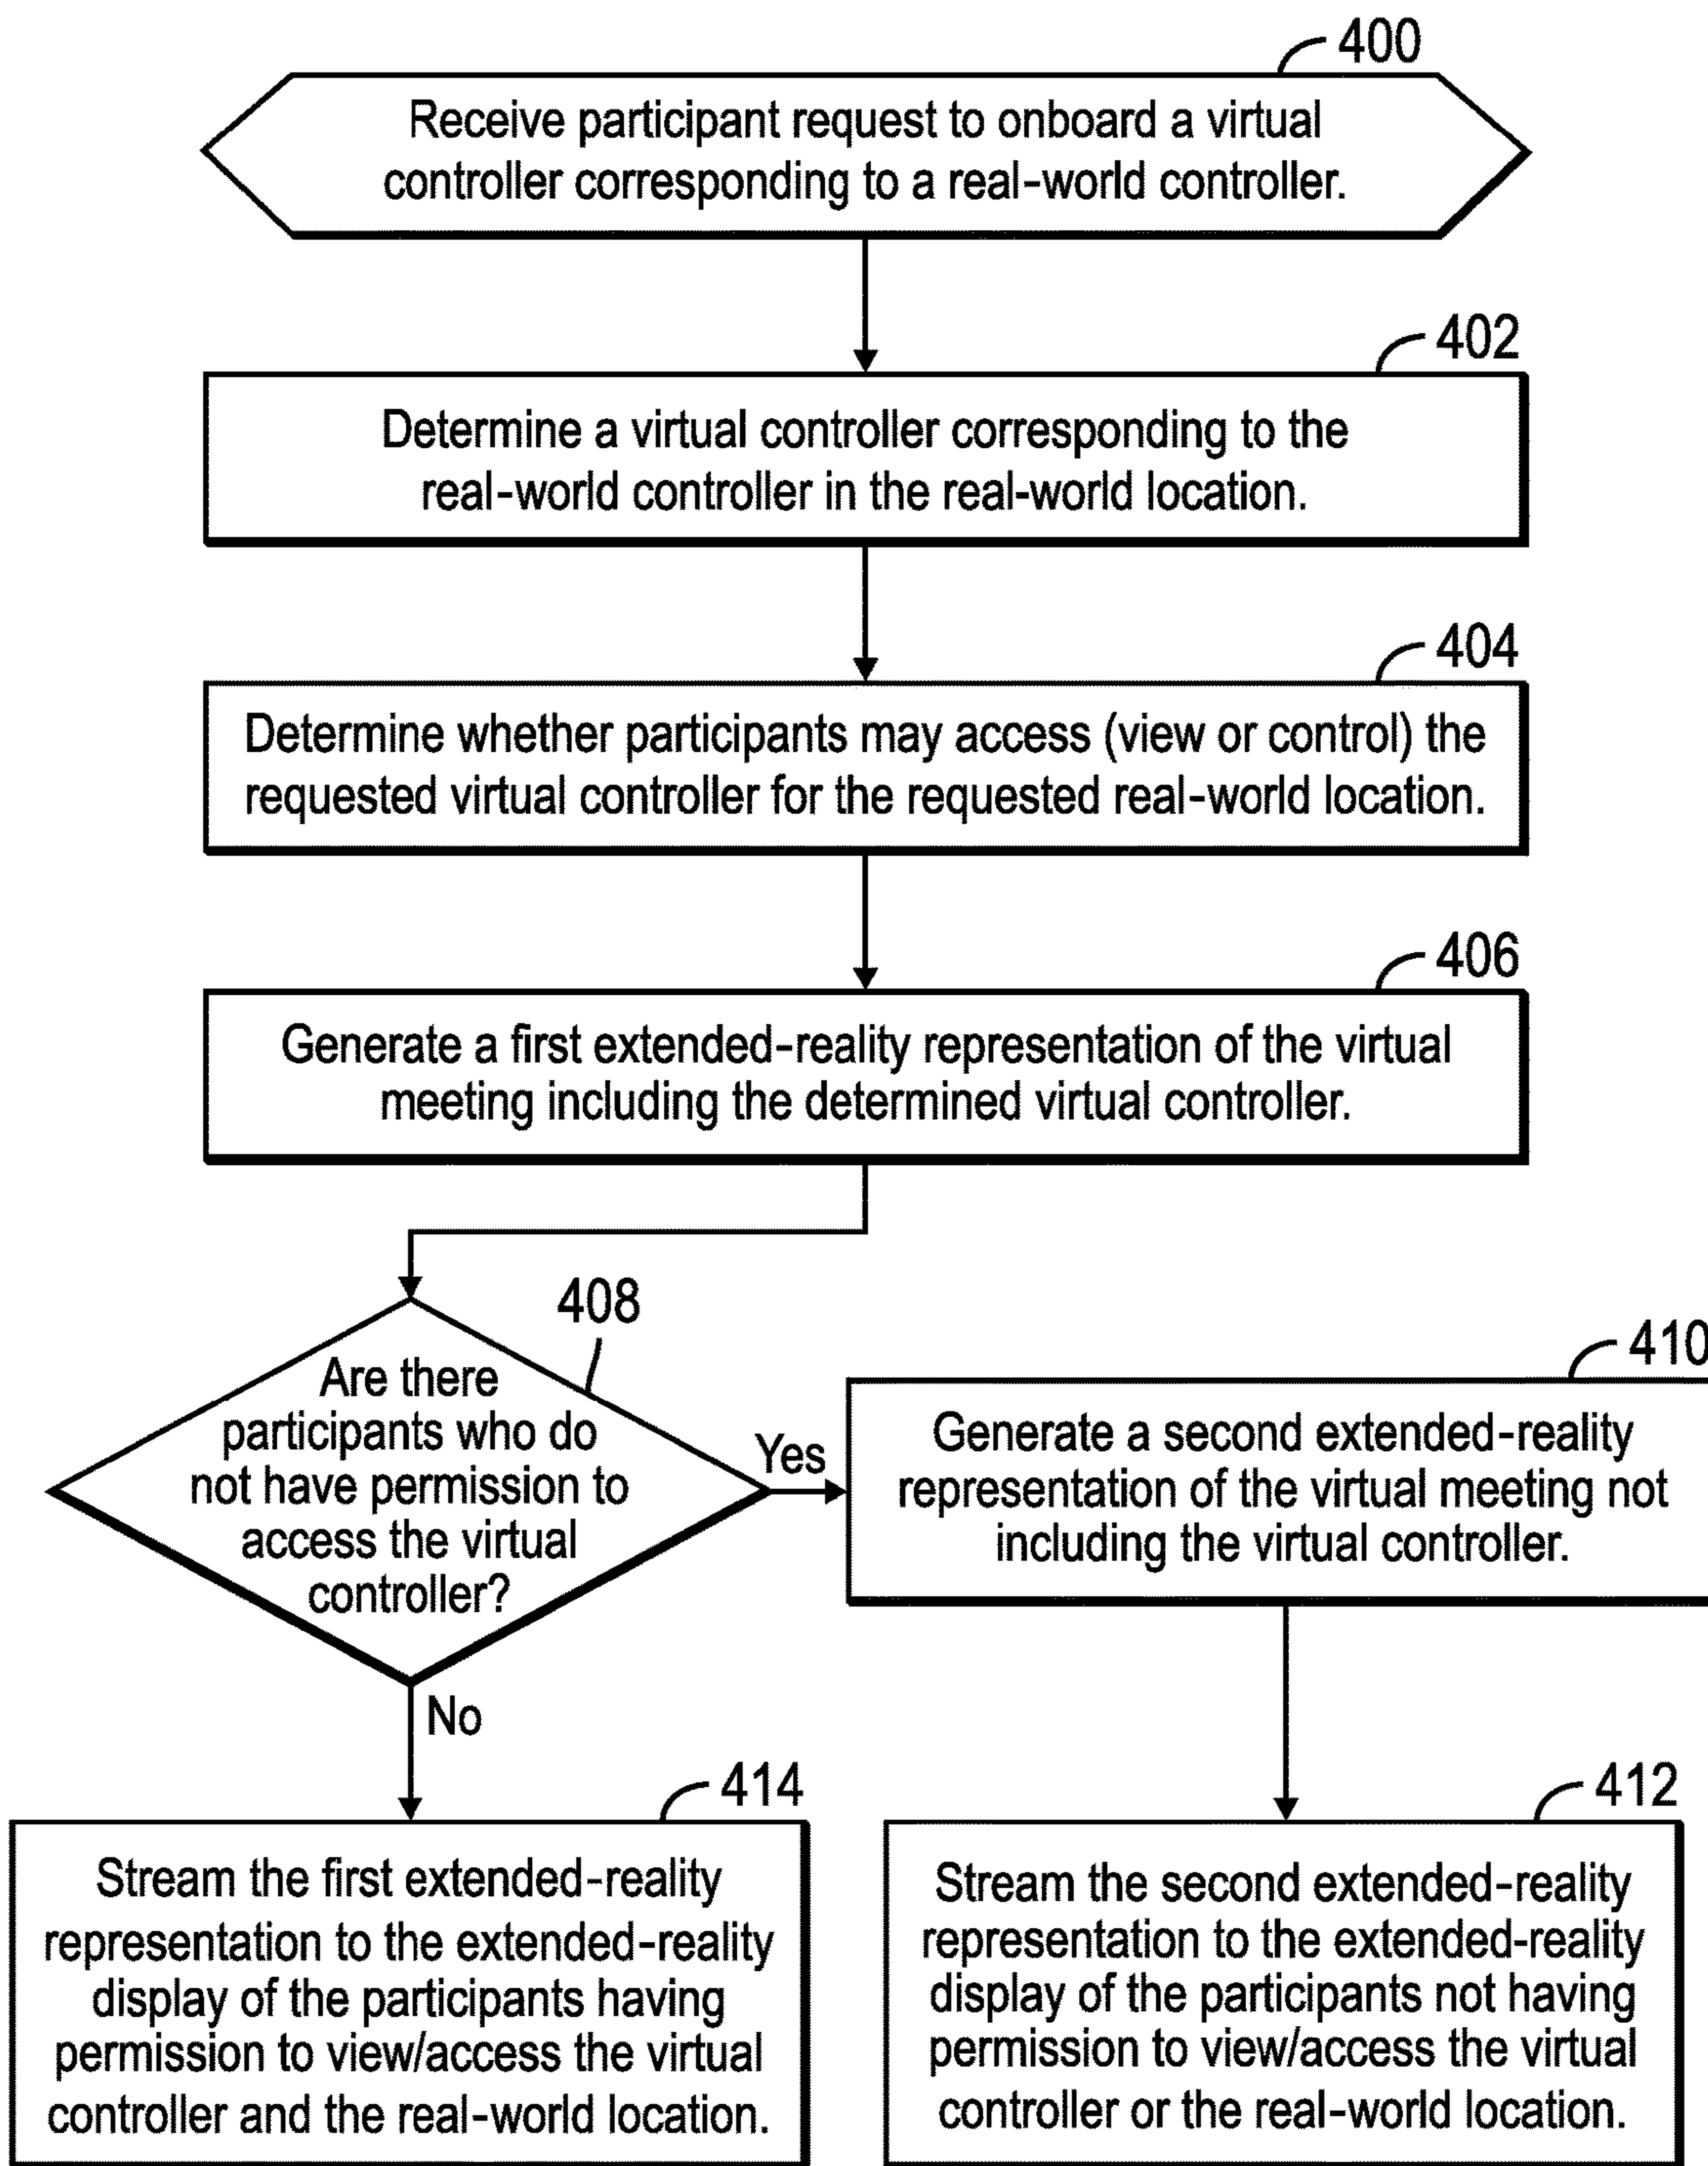 400
Receive participant request to onboard a virtual
controller corresponding to a real-world controller.
402
Determine a virtual controller corresponding to the
real-world controller in the real-world location.
404
Determine whether participants may access (view or control) the
requested virtual controller for the requested real-world location.
406
Generate a first extended-reality representation of the virtual
meeting including the determined virtual controller.
408
Are there
participants who do
not have permission to
access the virtual
controller?
Yes
410
Generate a second extended-reality
representation of the virtual meeting not
including the virtual controller.
No
414
Stream the first extended-reality
representation to the extended-reality
display of the participants having
permission to view/access the virtual
controller and the real-world location.
412
Stream the second extended-reality
representation to the extended-reality
display of the participants not having
permission to view/access the virtual
controller or the real-world location.